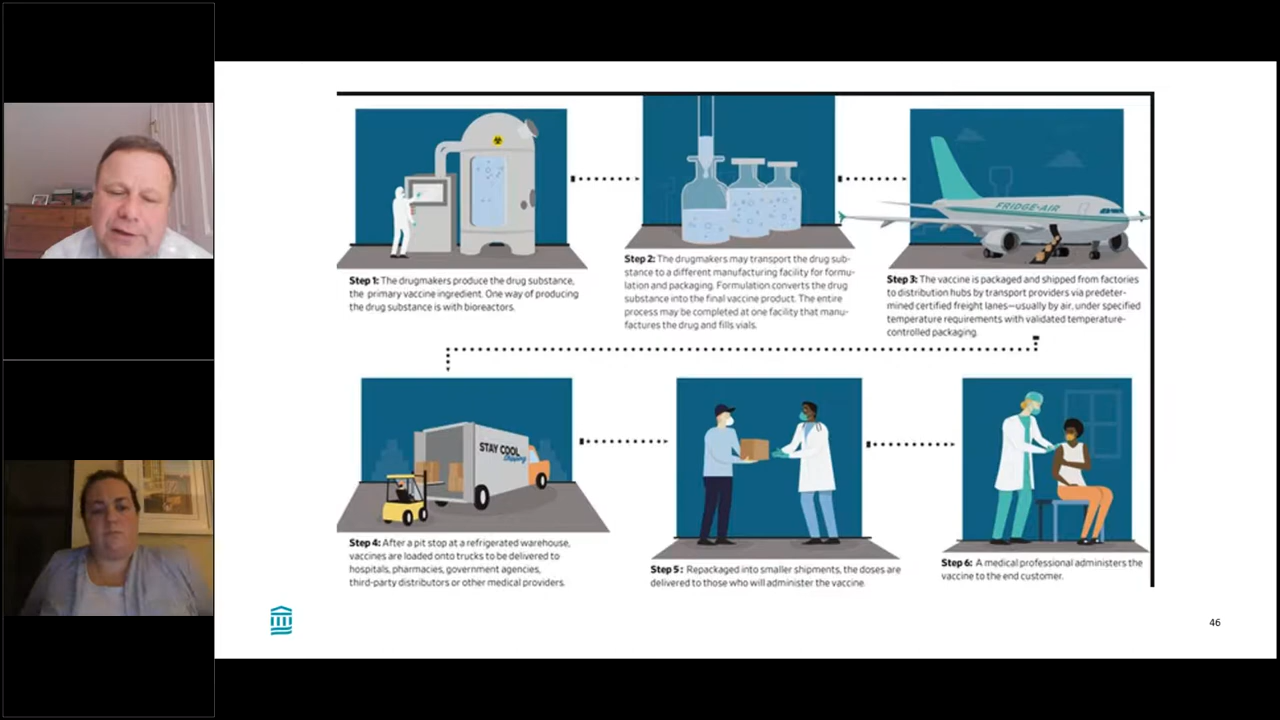 FRIDGE-AIR
Step 1: The drugmakers produce the drug substance,
the primary vaccine ingredient. One way of producing
the drug substance is with bioreactors.
Step 2: The drugmakers may transport the drug sub-
stance to a different manufacturing facility for formu-
lation and packaging. Formulation converts the drug
substance into the final vaccine product. The entire
process may be completed at one facility that manu-
factures the drug and fills vials.
Step 3: The vaccine is packaged and shipped from factories
to distribution hubs by transport providers via predeter-
mined certified freight lanes—usually by air, under specified
temperature requirements with validated temperature-
controlled packaging.
STAY COOL
Shipping
Step 4: After a pit stop at a refrigerated warehouse,
vaccines are loaded onto trucks to be delivered to
hospitals, pharmacies, government agencies,
third-party distributors or other medical providers.
Step 5: Repackaged into smaller shipments, the doses are
delivered to those who will administer the vaccine.
Step 6: A medical professional administers the
vaccine to the end customer.
46